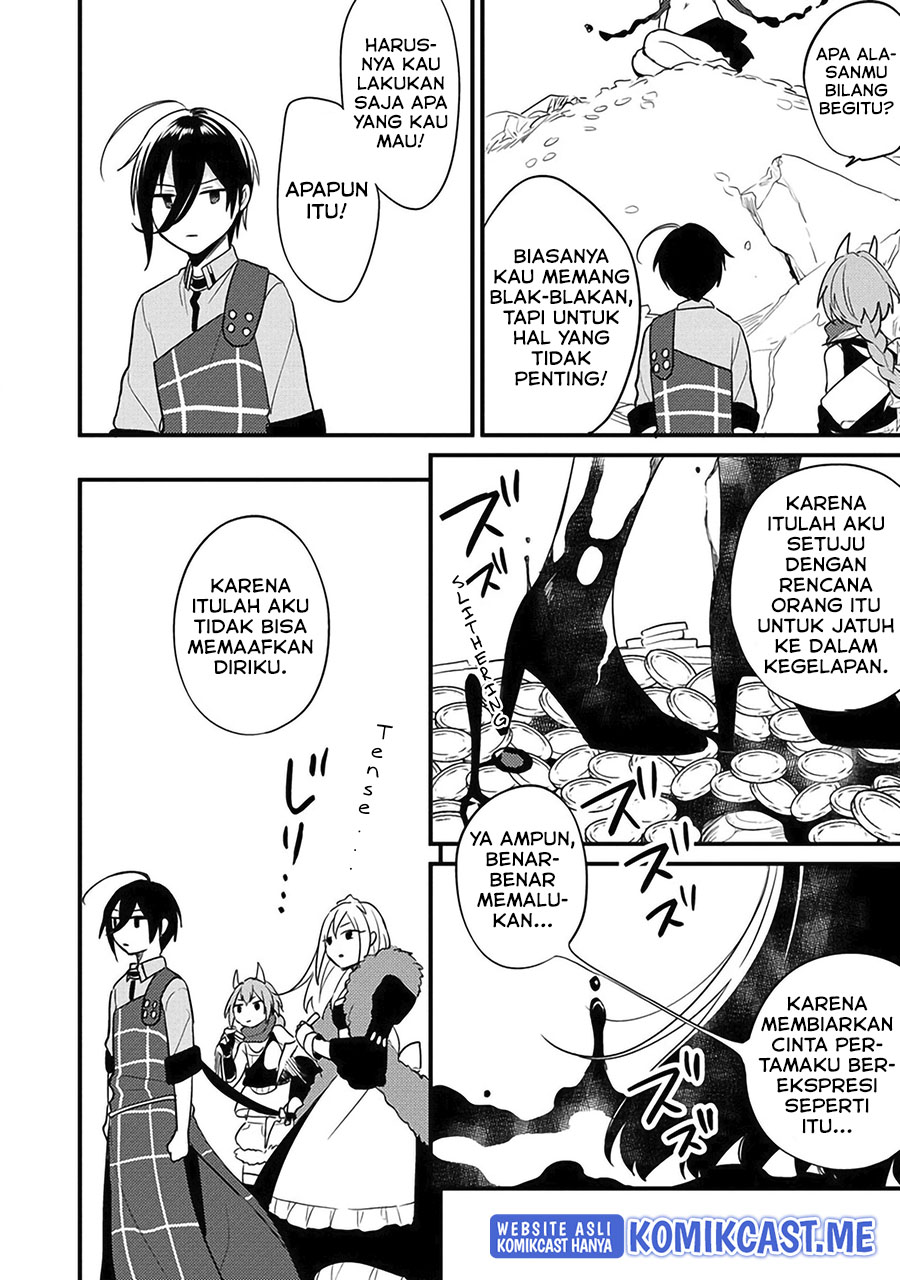 APA ALA-
SANMU
BILANG
BEGITU?
BIASANYA
KAU MEMANG
BLAK-BLAKAN,
TAPI UNTUK
HAL YANG
TIDAK
PENTING!
HARUS-
NYA KAU
LAKUKAN
SAJA APA
YANG KAU
MAU!
APAPUN
ITU!
KARENA
ITULAH AKU
SETUJU
DENGAN
RENCANA
ORANG ITU
UNTUK JATUH
KE DALAM
KEGELAPAN.
ズズ
SLITHERING
YA AMPUN,
BENAR-
BENAR
MEMALU-
KAN...
ズズズ
KARENA
MEMBIARKAN
CINTA PER-
TAMAKU BER-
EKSPRESI
SEPERTI
ITU...
ズズ
KARENA
ITULAH AKU
TIDAK BISA
MEMAAFKAN
DIRIKU.
Tense...
じり...
WEBSITE ASLI
KOMIKCAST HANYA
KOMIKCAST.ME